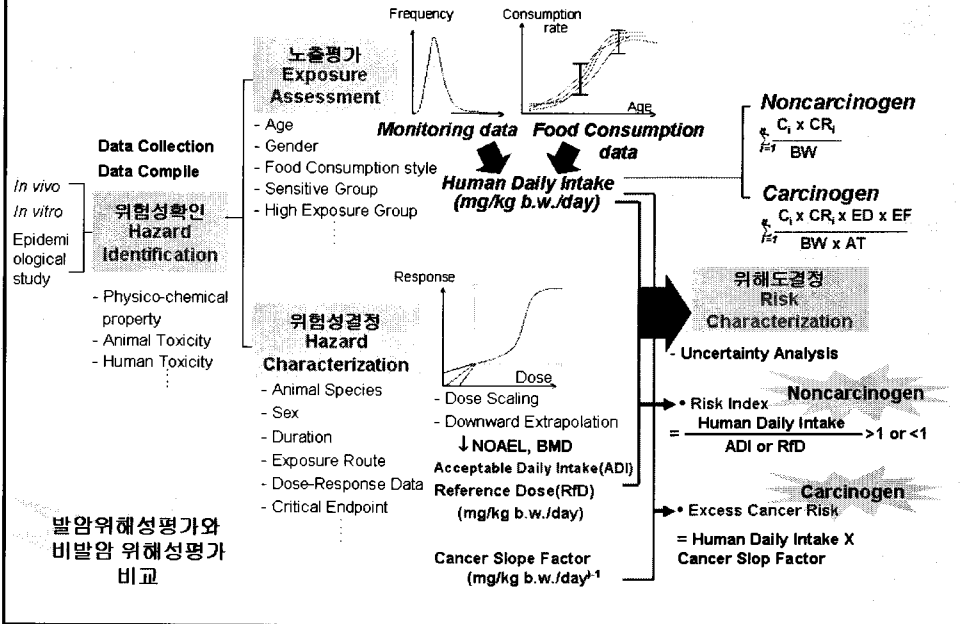 Frequency
Consumption
rate
Age
노출평가
Exposure
Assessment
- Age
- Gender
- Food Consumption style
- Sensitive Group
- High Exposure Group
⋮
Monitoring data
Food Consumption
data
Human Daily Intake
(mg/kg b.w./day)
Noncarcinogen
n
Σ
i=1
C_i x CR_i
BW
Carcinogen
n
Σ
i=1
C_i x CR_i x ED x EF
BW x AT
Data Collection
Data Compile
In vivo
In vitro
Epidemi
ological
study
위험성확인
Hazard
Identification
- Physico-chemical
property
- Animal Toxicity
- Human Toxicity
⋮
위험성결정
Hazard
Characterization
- Animal Species
- Sex
- Duration
- Exposure Route
- Dose-Response Data
- Critical Endpoint
⋮
Response
Dose
- Dose Scaling
- Downward Extrapolation
↓NOAEL, BMD
Acceptable Daily Intake(ADI)
Reference Dose(RfD)
(mg/kg b.w./day)
Cancer Slope Factor
(mg/kg b.w./day)-1
위해도결정
Risk
Characterization
- Uncertainty Analysis
Noncarcinogen
• Risk Index
= Human Daily Intake
ADI or RfD
>1 or <1
Carcinogen
• Excess Cancer Risk
= Human Daily Intake X
Cancer Slop Factor
발암위해성평가와
비발암 위해성평가
비교